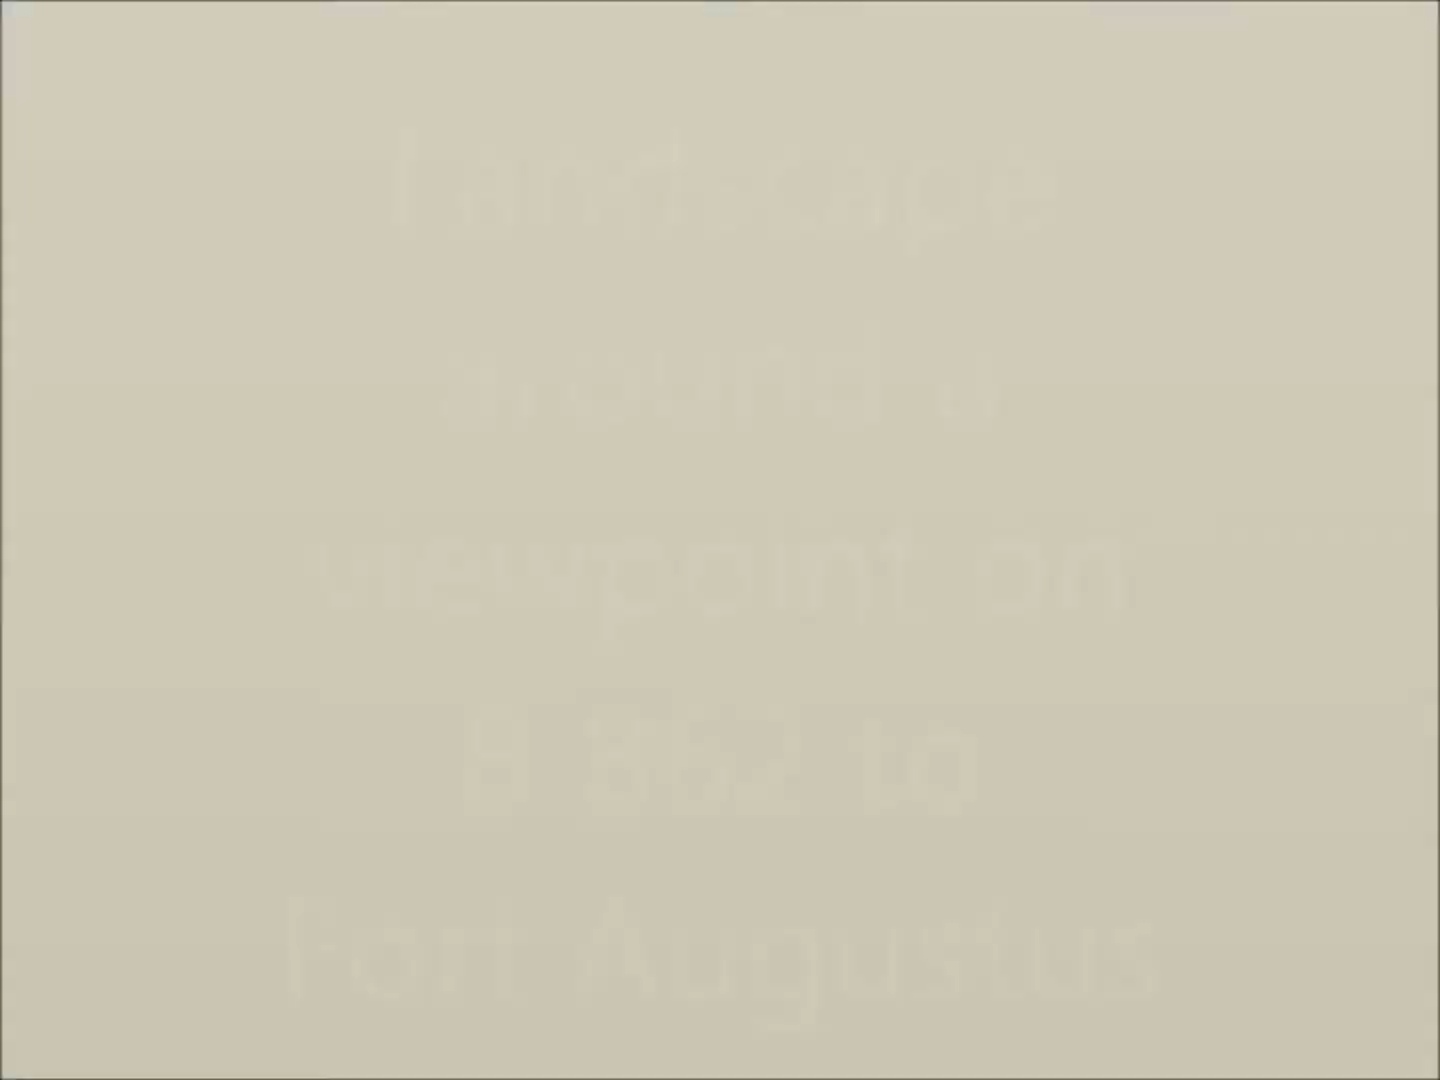 Landscape
around a
viewpoint on
B 862 to
Fort Augustus